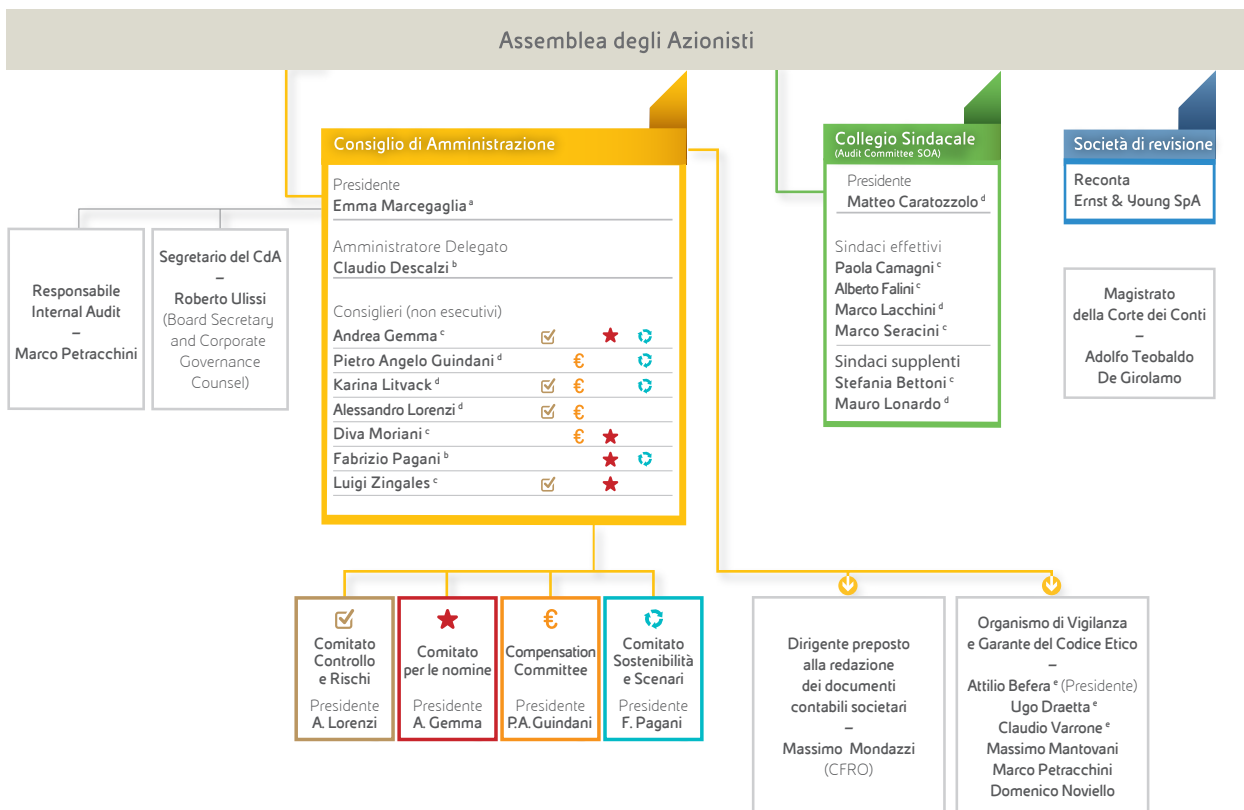 Assemblea degli Azionisti
Consiglio di Amministrazione
Presidente
Emma Marcegaglia a
Amministratore Delegato
Claudio Descalzi b
Consiglieri (non esecutivi)
Andrea Gemma c
Pietro Angelo Guindani d
€
Karina Litvack d
€
Alessandro Lorenzi d
€
Diva Moriani c
€
Fabrizio Pagani b
Luigi Zingales c
Responsabile
Internal Audit
–
Marco Petracchini
Segretario del CdA
–
Roberto Ulissi
(Board Secretary
and Corporate
Governance
Counsel)
Collegio Sindacale
(Audit Committee SOA)
Presidente
Matteo Caratozzolo d
Sindaci effettivi
Paola Camagni c
Alberto Falini c
Marco Lacchini d
Marco Seracini c
Sindaci supplenti
Stefania Bettoni c
Mauro Lonardo d
Società di revisione
Reconta
Ernst & Young SpA
Magistrato
della Corte dei Conti
–
Adolfo Teobaldo
De Girolamo
Comitato
Controllo
e Rischi
Presidente
A. Lorenzi
Comitato
per le nomine
Presidente
A. Gemma
€
Compensation
Committee
Presidente
P.A. Guindani
Comitato
Sostenibilità
e Scenari
Presidente
F. Pagani
Dirigente preposto
alla redazione
dei documenti
contabili societari
–
Massimo Mondazzi
(CFRO)
Organismo di Vigilanza
e Garante del Codice Etico
–
Attilio Befera e (Presidente)
Ugo Draetta e
Claudio Varrone e
Massimo Mantovani
Marco Petracchini
Domenico Noviello